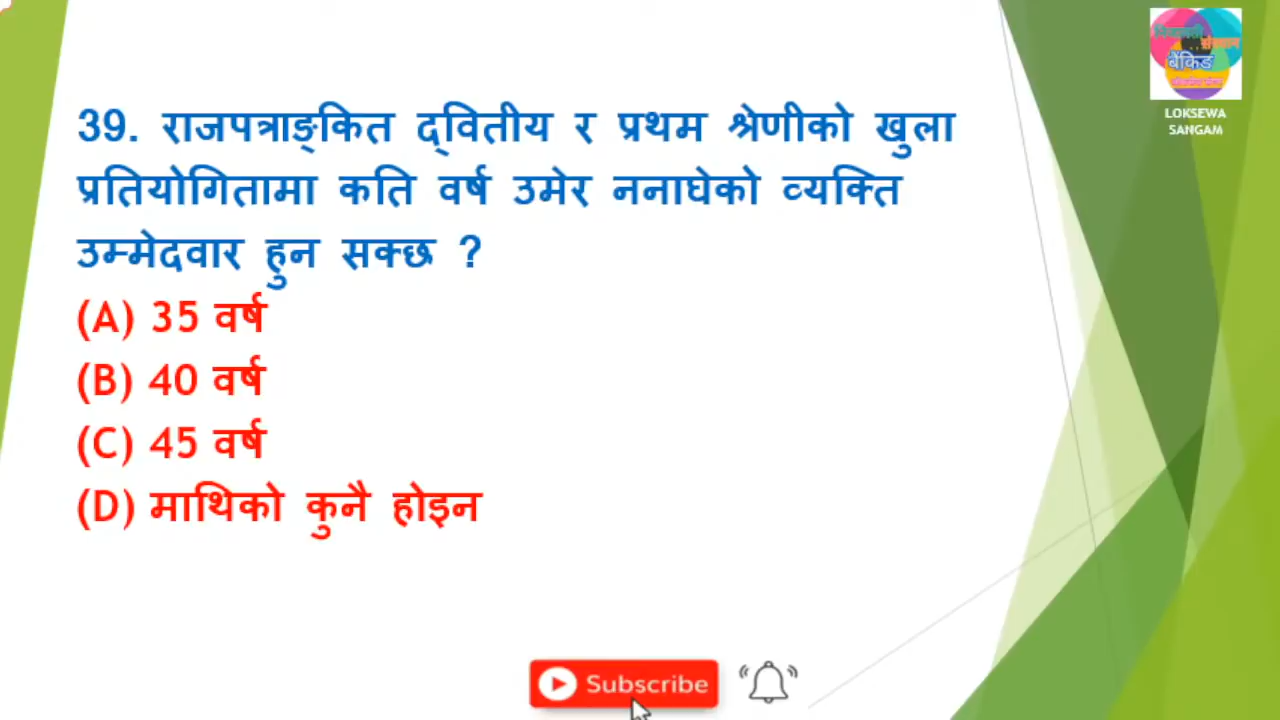 बैंकिङ
LOKSEWA
SANGAM
39. राजपत्राङ्कित द्वितीय र प्रथम श्रेणीको खुला
प्रतियोगितामा कति वर्ष उमेर ननाघेको व्यक्ति
उम्मेदवार हुन सक्छ ?
(A) 35 वर्ष
(B) 40 वर्ष
(C) 45 वर्ष
(D) माथिको कुनै होइन
Subscribe